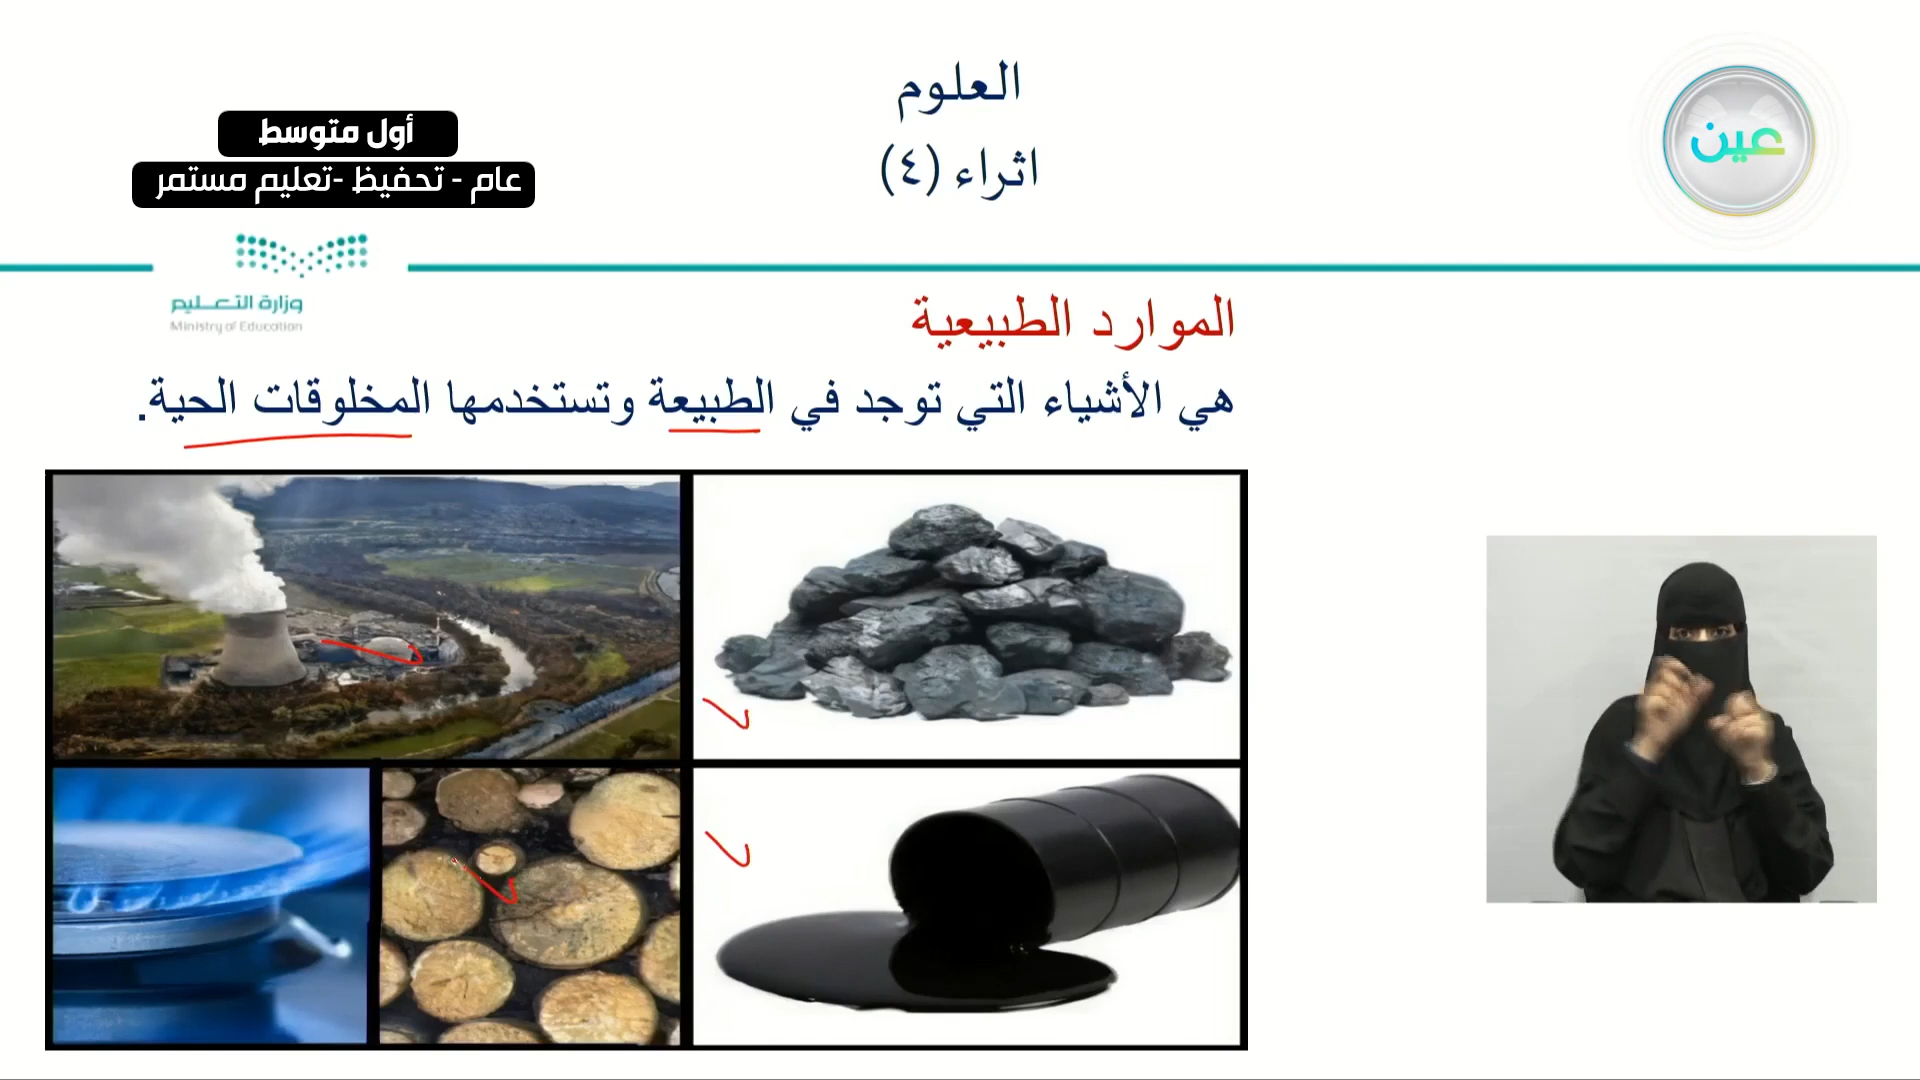 العلوم
اثراء (٤)
عين
أول متوسط
عام - تحفيظ -تعليم مستمر
وزارة التعليم
Ministry of Education
الموارد الطبيعية
هي الأشياء التي توجد في الطبيعة وتستخدمها المخلوقات الحية.